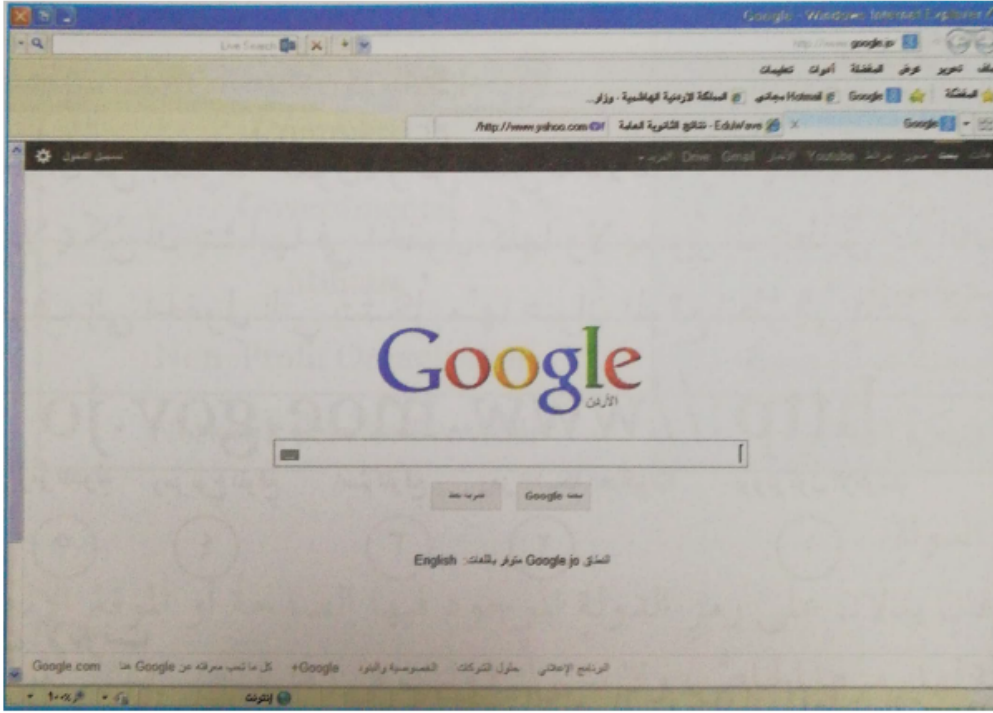 Google - Windows Internet Explorer
google.jo Live Search
تحرير عرض المفضلة أدوات تعليمات
المفضلة Google Hotmail مجاني المملكة الاردنية الهاشمية - وزار...
Google EduWave - نتائج الثانوية العامة http://www.yahoo.com/
بحث صور خرائط Youtube الأخبار Gmail Drive المزيد تسجيل الدخول
Google
الأردن
بحث Google ضربة حظ
النطاق Google jo متوفر باللغات: English
البرنامج الإعلاني حلول الشركات الخصوصية والبنود Google+ كل ما تحب معرفته عن Google هنا Google.com
إنترنت ١٠٠%